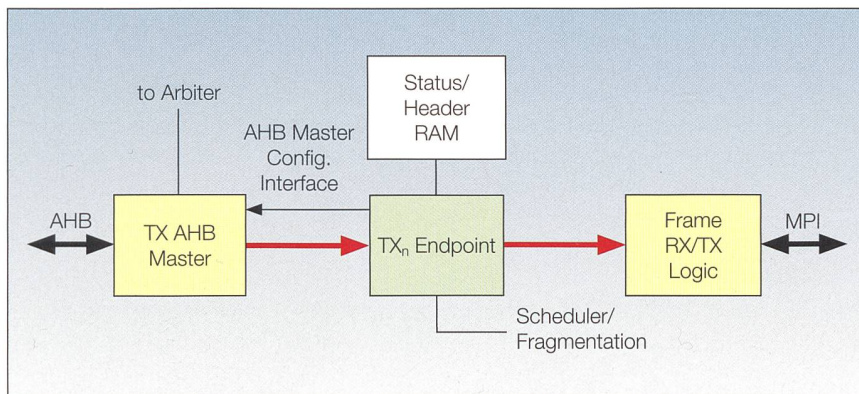 to Arbiter
Status/
Header
RAM
AHB Master
Config.
Interface
AHB
TX AHB
Master
TXₙ Endpoint
Frame
RX/TX
Logic
MPI
Scheduler/
Fragmentation